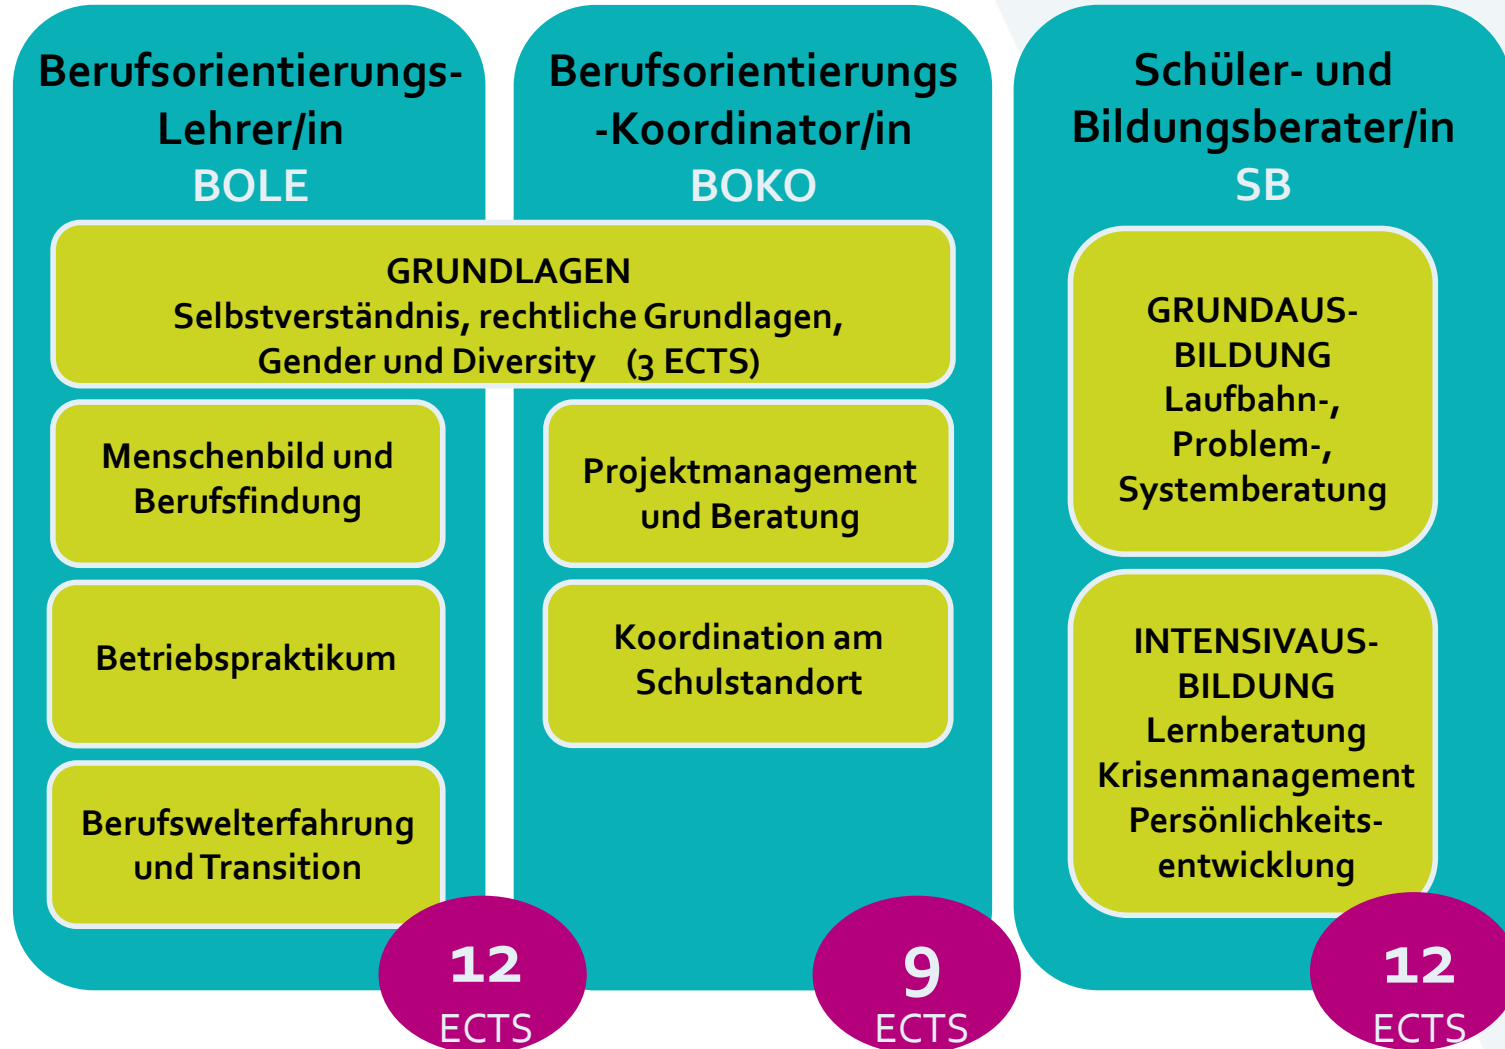 Berufsorientierungs-
Lehrer/in
BOLE
Berufsorientierungs
-Koordinator/in
BOKO
Schüler- und
Bildungsberater/in
SB
GRUNDLAGEN
Selbstverständnis, rechtliche Grundlagen,
Gender und Diversity (3 ECTS)
Menschenbild und
Berufsfindung
Betriebspraktikum
Berufswelterfahrung
und Transition
12
ECTS
Projektmanagement
und Beratung
Koordination am
Schulstandort
9
ECTS
GRUNDAUS-
BILDUNG
Laufbahn-,
Problem-,
Systemberatung
INTENSIVAUS-
BILDUNG
Lernberatung
Krisenmanagement
Persönlichkeits-
entwicklung
12
ECTS